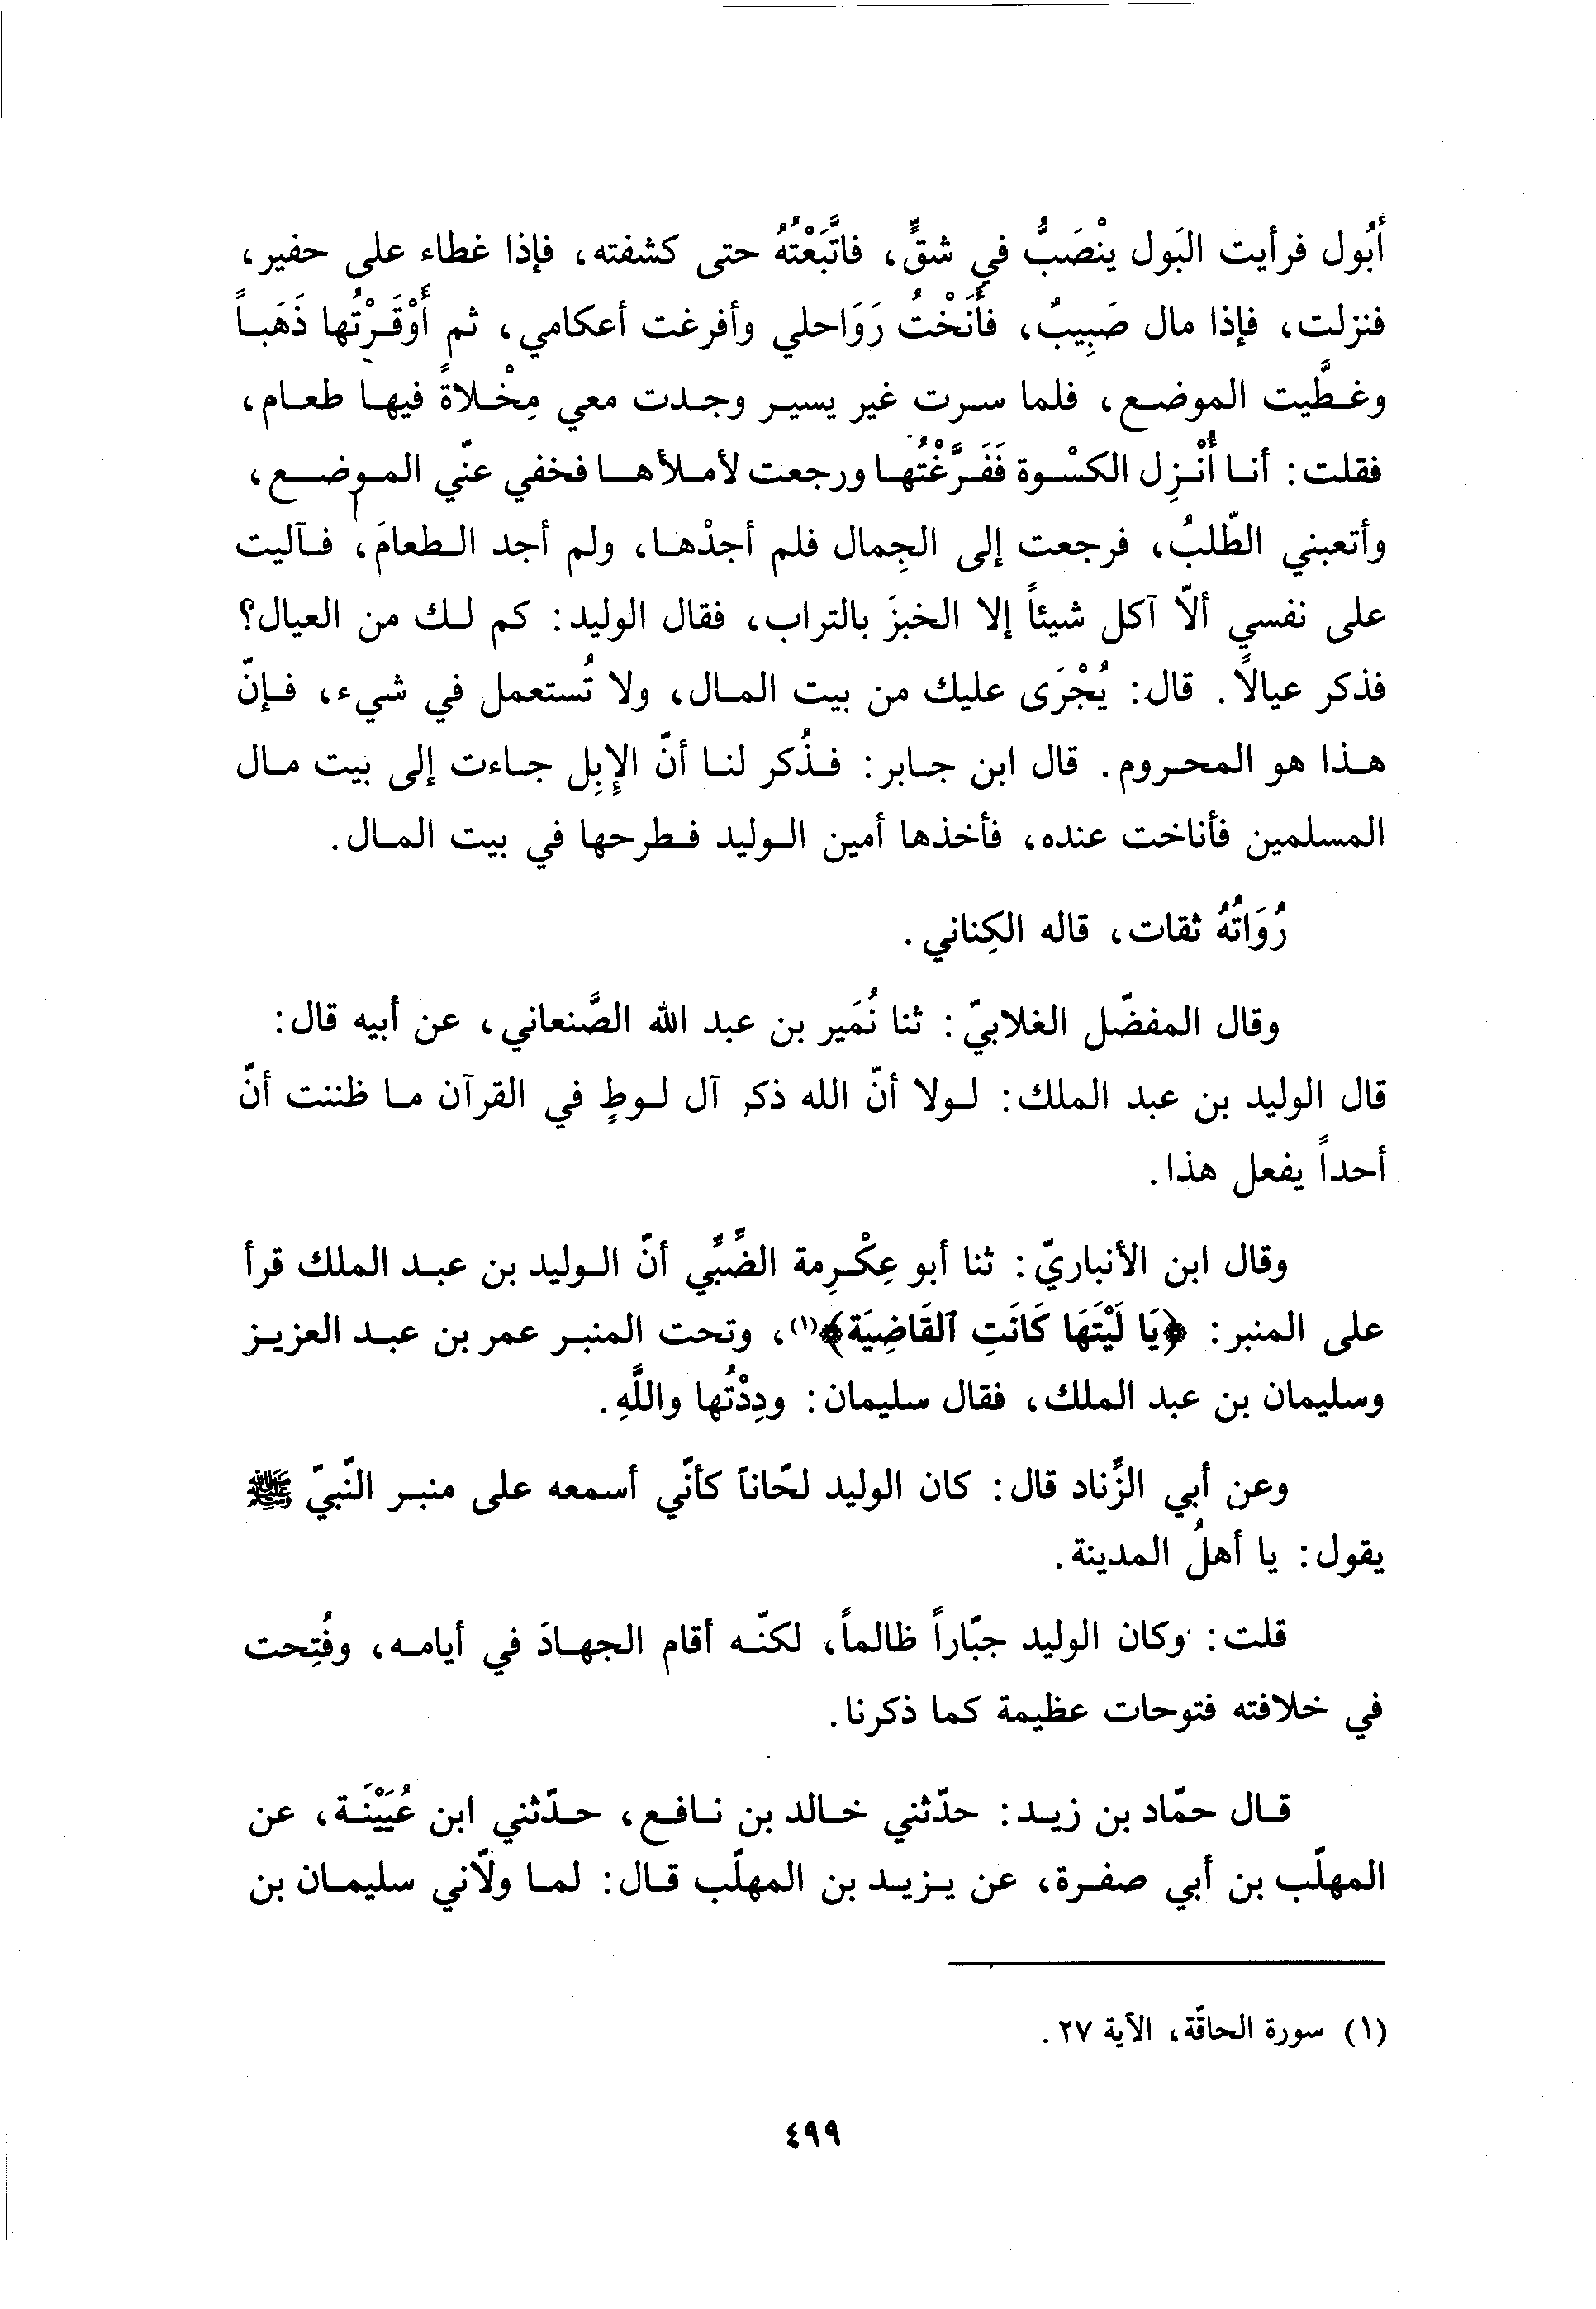 أبُول فرأيت البَول ينْصَبُّ في شقٍّ، فاتَّبَعْتُهُ حتى كشفته، فإذا غطاء على حفير،
فنزلت، فإذا مال صَبِيبٌ، فأَنَخْتُ رَوَاحلي وأفرغت أعكامي، ثم أَوْقَرْتُها ذَهَباً
وغطَّيت الموضع، فلما سرت غير يسير وجدت معي مِخْلاةً فيها طعام،
فقلت: أنا أُنْزِل الكسْوة فَفَرَّغْتُها ورجعت لأملأها فخفي عنّي الموضع،
وأتعبني الطّلبُ، فرجعت إلى الجِمال فلم أجدْها، ولم أجد الطعامَ، فآليت
على نفسي ألّا آكل شيئاً إلا الخبزَ بالتراب، فقال الوليد: كم لك من العيال؟
فذكر عيالًا. قال: يُجْرَى عليك من بيت المال، ولا تُستعمل في شيء، فإنّ
هذا هو المحروم. قال ابن جابر: فذُكر لنا أنّ الإِبِل جاءت إلى بيت مال
المسلمين فأناخت عنده، فأخذها أمين الوليد فطرحها في بيت المال.
رُوَاتُهُ ثقات، قاله الكِناني.
وقال المفضّل الغلابيّ: ثنا نُمَير بن عبد الله الصَّنعاني، عن أبيه قال:
قال الوليد بن عبد الملك: لولا أنّ الله ذكر آل لوطٍ في القرآن ما ظننت أنّ
أحداً يفعل هذا.
وقال ابن الأنباريّ: ثنا أبو عِكْرِمة الضَّبِّي أنّ الوليد بن عبد الملك قرأ
على المنبر: ﴿يَا لَيْتَهَا كَانَتِ ٱلقَاضِيَة﴾(١)، وتحت المنبر عمر بن عبد العزيز
وسليمان بن عبد الملك، فقال سليمان: ودِدْتُها واللَّهِ.
وعن أبي الزِّناد قال: كان الوليد لحّاناً كأنّي أسمعه على منبر النّبيّ ﷺ
يقول: يا أهلُ المدينة.
قلت: وكان الوليد جبّاراً ظالماً، لكنّه أقام الجهادَ في أيامه، وفُتِحت
في خلافته فتوحات عظيمة كما ذكرنا.
قال حمّاد بن زيد: حدّثني خالد بن نافع، حدّثني ابن عُيَيْنَة، عن
المهلّب بن أبي صفرة، عن يزيد بن المهلّب قال: لما ولّاني سليمان بن
(١) سورة الحاقّة، الآية ٢٧.
٤٩٩